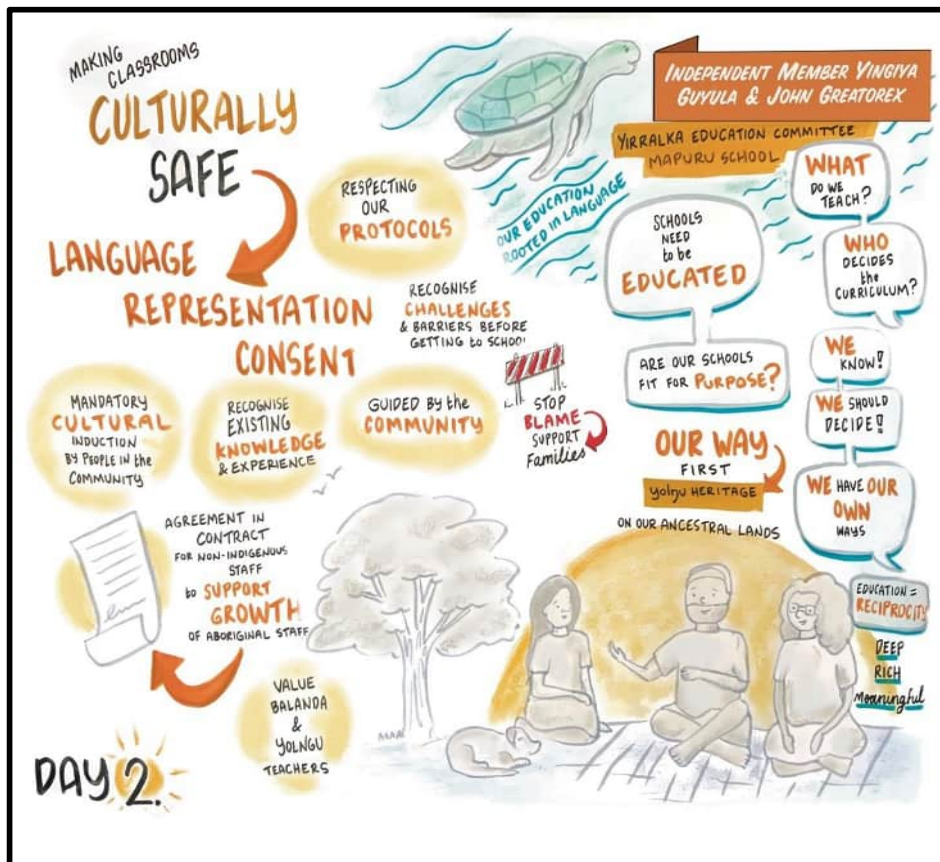 MAKING
CLASSROOMS
CULTURALLY
SAFE
LANGUAGE
REPRESENTATION
CONSENT
RESPECTING
OUR
PROTOCOLS
RECOGNISE
CHALLENGES
& BARRIERS BEFORE
GETTING to SCHOOL
MANDATORY
CULTURAL
INDUCTION
BY PEOPLE IN the
COMMUNITY
RECOGNISE
EXISTING
KNOWLEDGE
& EXPERIENCE
GUIDED BY the
COMMUNITY
STOP
BLAME
SUPPORT
Families
AGREEMENT IN
CONTRACT
FOR NON-INDIGENOUS
STAFF
to SUPPORT
GROWTH
OF ABORIGINAL STAFF
VALUE
BALANDA
&
YOLNGU
TEACHERS
DAY 2.
INDEPENDENT MEMBER YINGIYA
GUYULA & JOHN GREATOREX
YIRRALKA EDUCATION COMMITTEE
MAPURU SCHOOL
OUR EDUCATION
ROOTED IN LANGUAGE
SCHOOLS
NEED
to be
EDUCATED
ARE OUR SCHOOLS
FIT FOR PURPOSE?
OUR WAY
FIRST
yolŋu HERITAGE
ON OUR ANCESTRAL LANDS
WHAT
DO WE
TEACH?
WHO
DECIDES
the
CURRICULUM?
WE
KNOW!
WE SHOULD
DECIDE!
WE HAVE OUR
OWN
WAYS
EDUCATION =
RECIPROCITY
DEEP
RICH
Meaningful